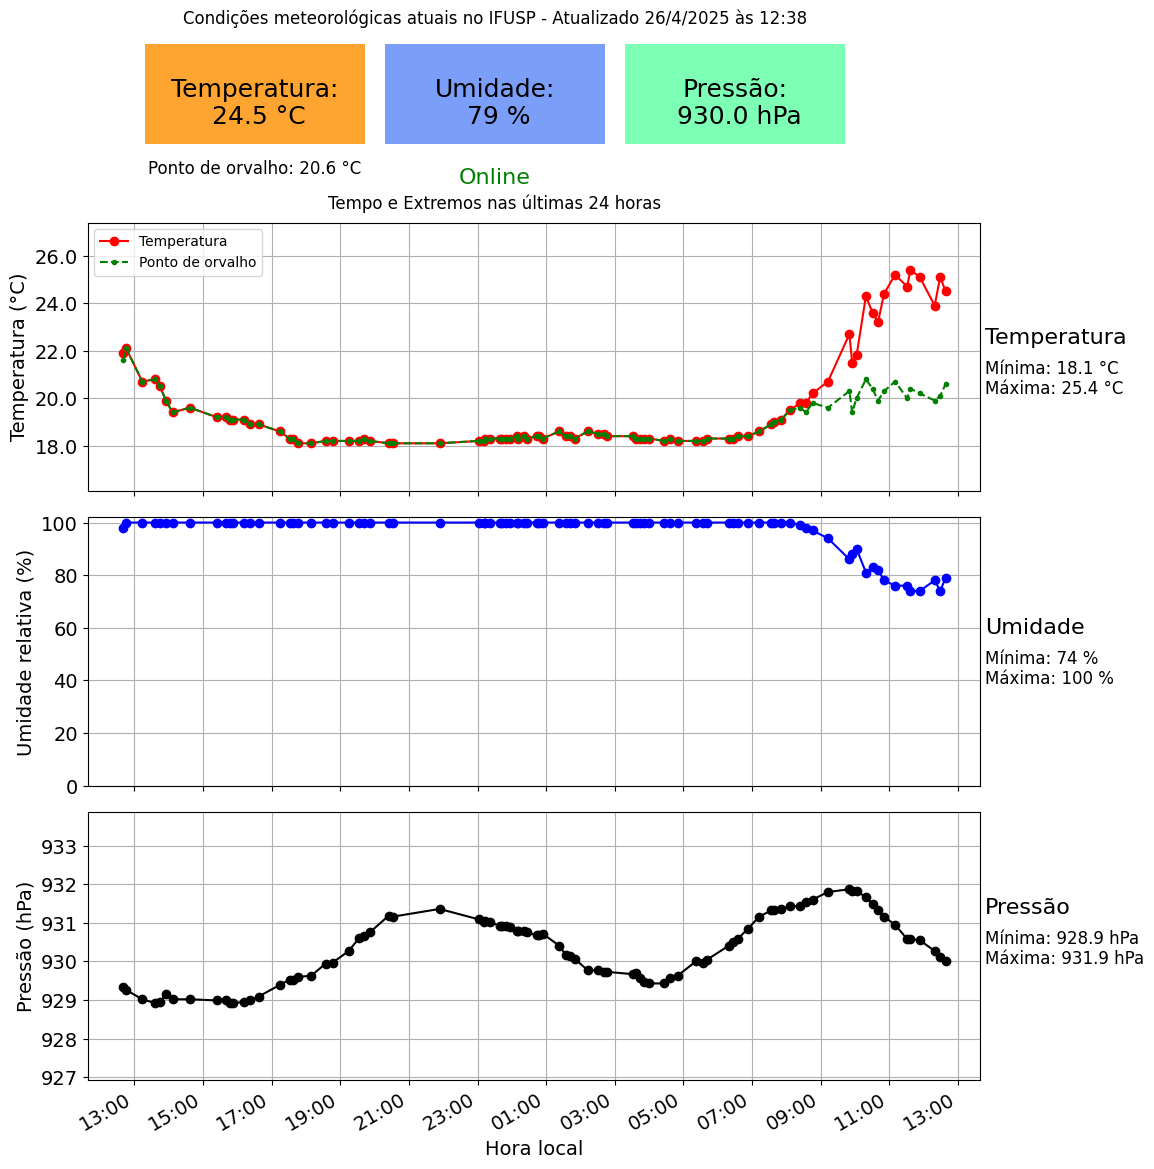 Condições meteorológicas atuais no IFUSP - Atualizado 26/4/2025 às 12:38
Temperatura:
24.5 °C
Umidade:
79 %
Pressão:
930.0 hPa
Ponto de orvalho: 20.6 °C
Online
Tempo e Extremos nas últimas 24 horas
Temperatura
Ponto de orvalho
Temperatura (°C)
26.0
24.0
22.0
20.0
18.0
Temperatura
Mínima: 18.1 °C
Máxima: 25.4 °C
Umidade relativa (%)
100
80
60
40
20
0
Umidade
Mínima: 74 %
Máxima: 100 %
Pressão (hPa)
933
932
931
930
929
928
927
Pressão
Mínima: 928.9 hPa
Máxima: 931.9 hPa
13:00
15:00
17:00
19:00
21:00
23:00
01:00
03:00
05:00
07:00
09:00
11:00
13:00
Hora local